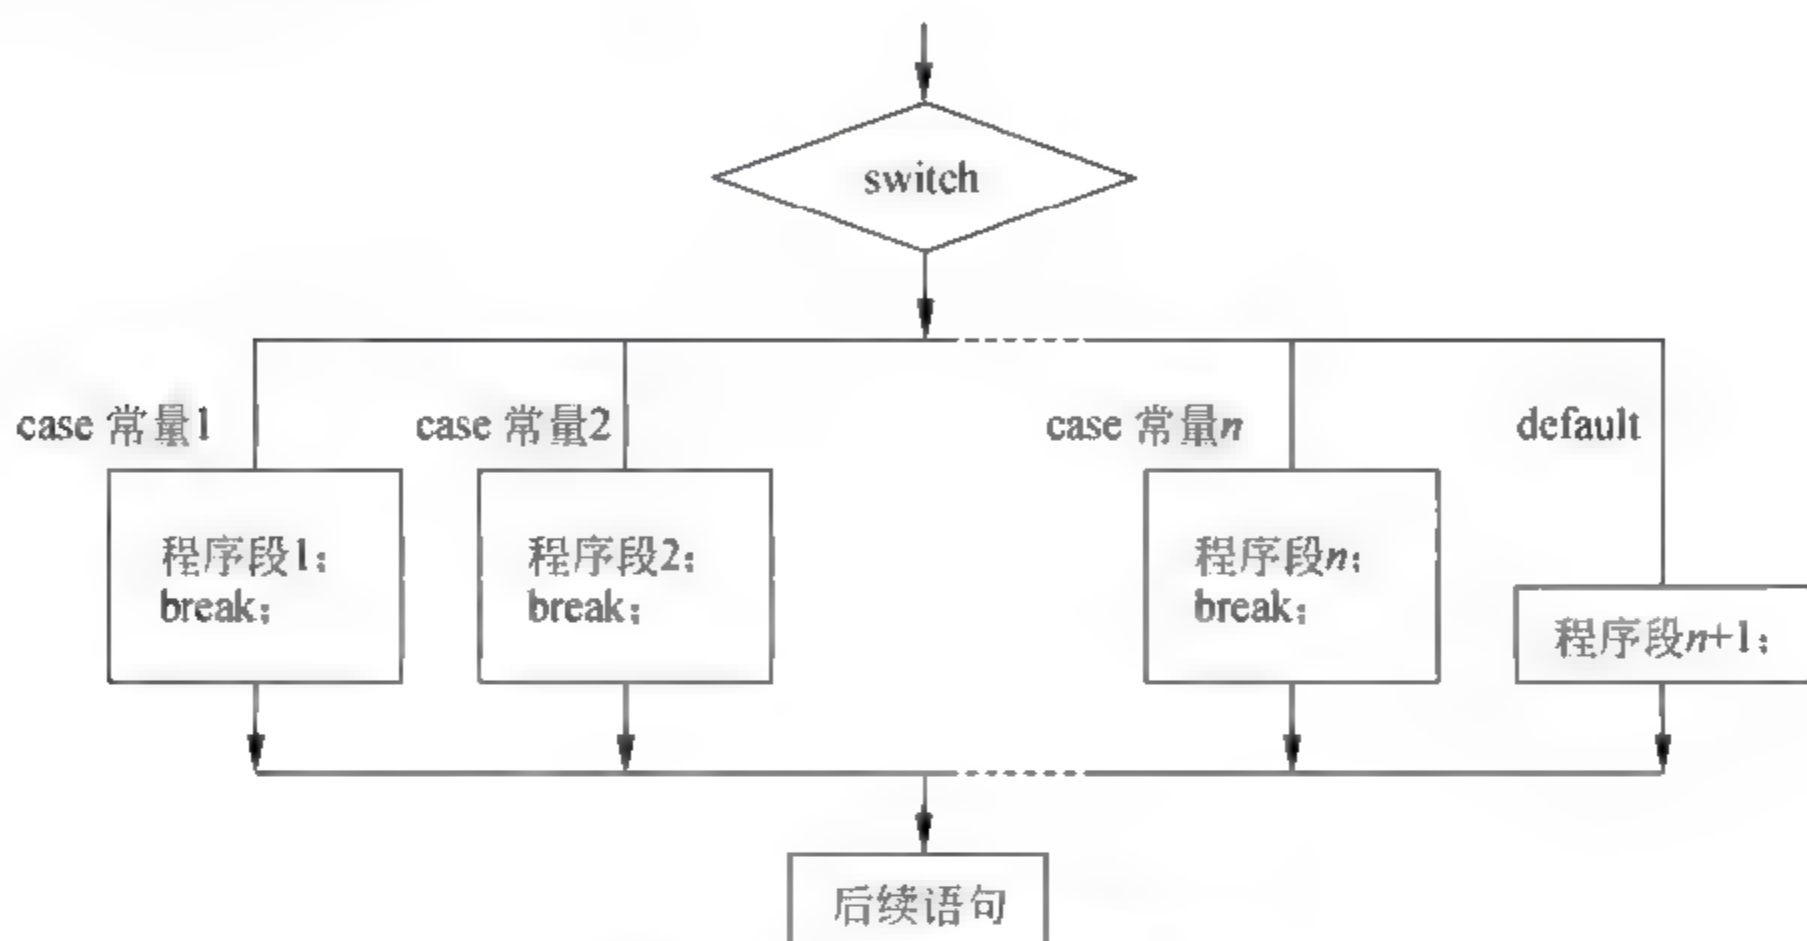 switch
case 常量1
case 常量2
case 常量n
default
程序段1;
break;
程序段2;
break;
程序段n;
break;
程序段n+1;
后续语句